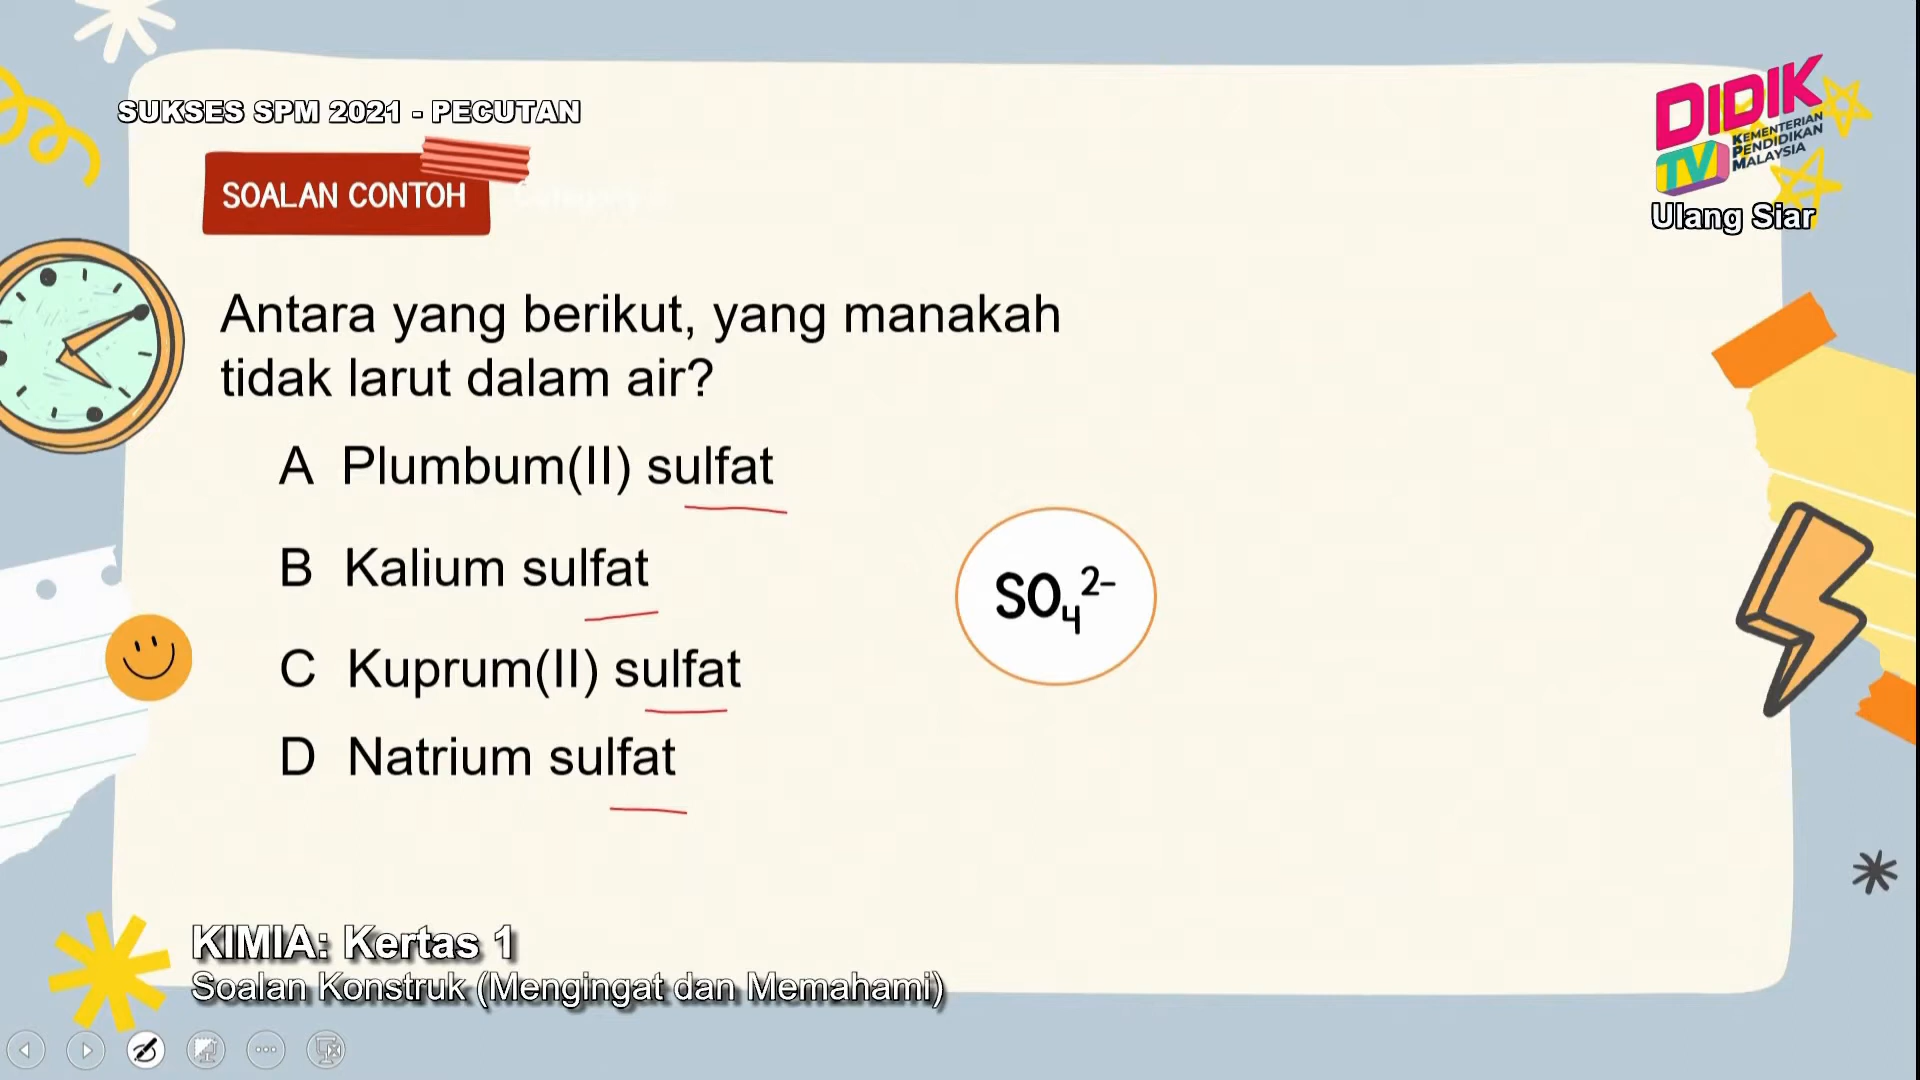 SUKSES SPM 2021 - PECUTAN
DIDIK
TV
KEMENTERIAN
PENDIDIKAN
MALAYSIA
Ulang Siar
SOALAN CONTOH
Antara yang berikut, yang manakah
tidak larut dalam air?
A Plumbum(II) sulfat
B Kalium sulfat
C Kuprum(II) sulfat
D Natrium sulfat
SO₄²⁻
KIMIA: Kertas 1
Soalan Konstruk (Mengingat dan Memahami)